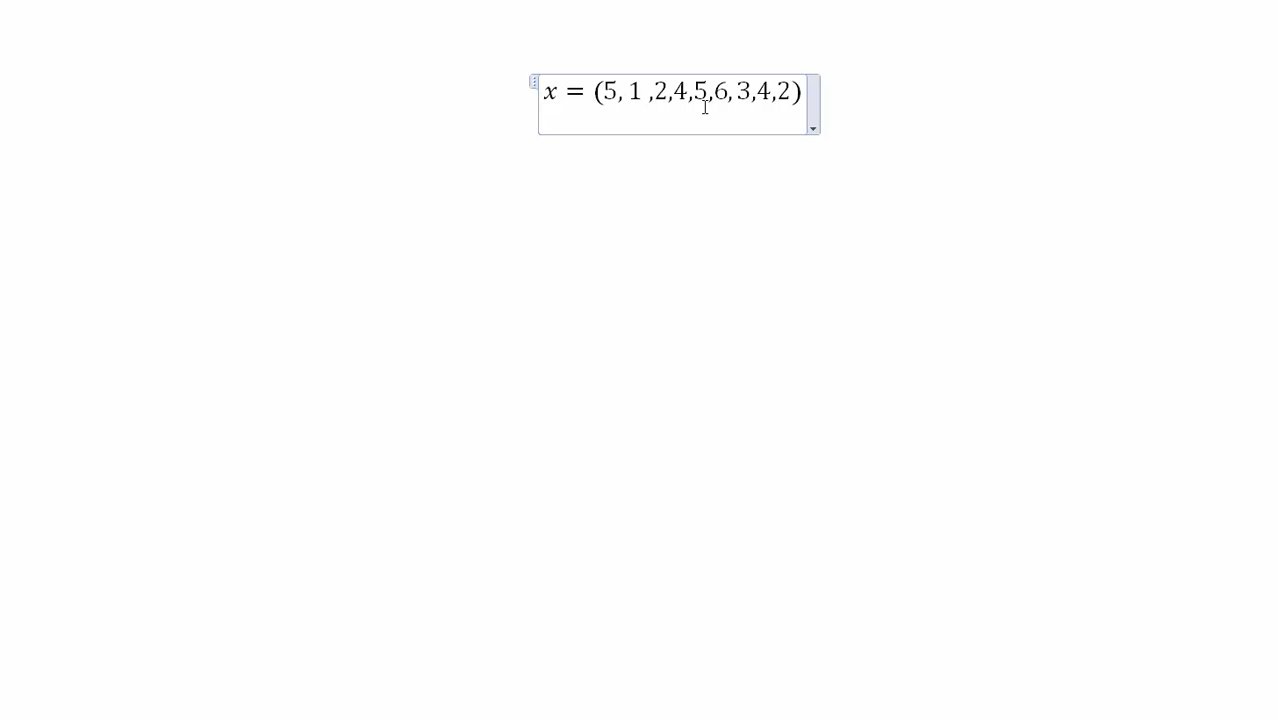 x = (5, 1 ,2,4,5,6, 3,4,2)